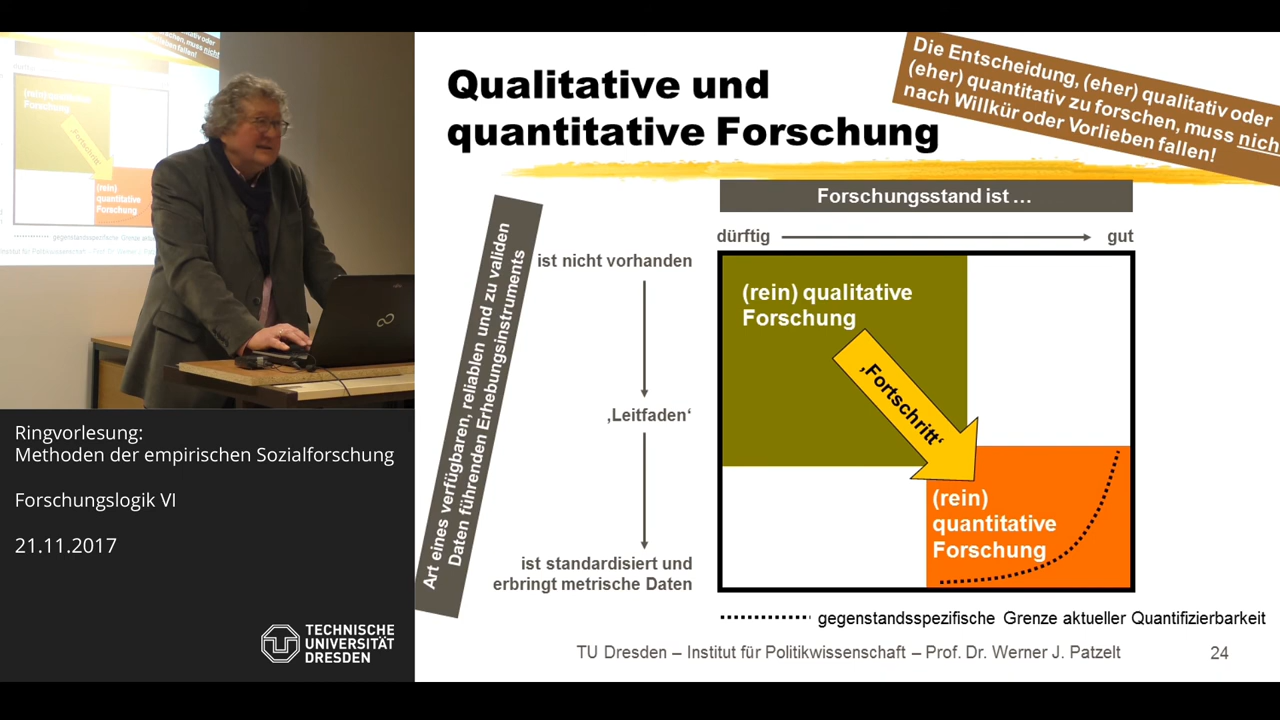 Qualitative und
quantitative Forschung
Die Entscheidung, (eher) qualitativ oder
(eher) quantitativ zu forschen, muss nich
nach Willkür oder Vorlieben fallen!
Forschungsstand ist …
dürftig
gut
Art eines verfügbaren, reliablen und zu validen
Daten führenden Erhebungsinstruments
ist nicht vorhanden
‚Leitfaden‘
ist standardisiert und
erbringt metrische Daten
(rein) qualitative
Forschung
‚Fortschritt‘
(rein)
quantitative
Forschung
gegenstandsspezifische Grenze aktueller Quantifizierbarkeit
TU Dresden – Institut für Politikwissenschaft – Prof. Dr. Werner J. Patzelt
24
(rein)
quantitative
Forschung
Ringvorlesung:
Methoden der empirischen Sozialforschung
Forschungslogik VI
21.11.2017
TECHNISCHE
UNIVERSITÄT
DRESDEN